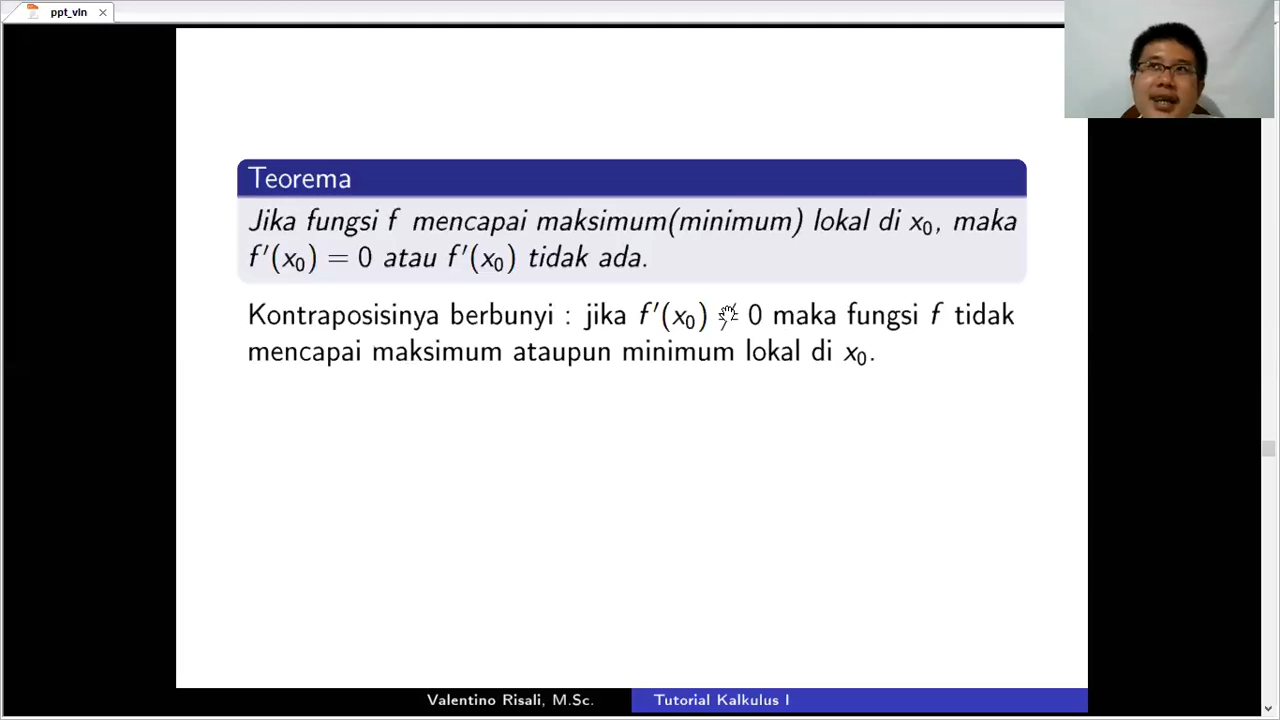 ppt_vln
Teorema
Jika fungsi f mencapai maksimum(minimum) lokal di x₀, maka
f′(x₀) = 0 atau f′(x₀) tidak ada.
Kontraposisinya berbunyi : jika f′(x₀) ≠ 0 maka fungsi f tidak
mencapai maksimum ataupun minimum lokal di x₀.
Valentino Risali, M.Sc.
Tutorial Kalkulus I